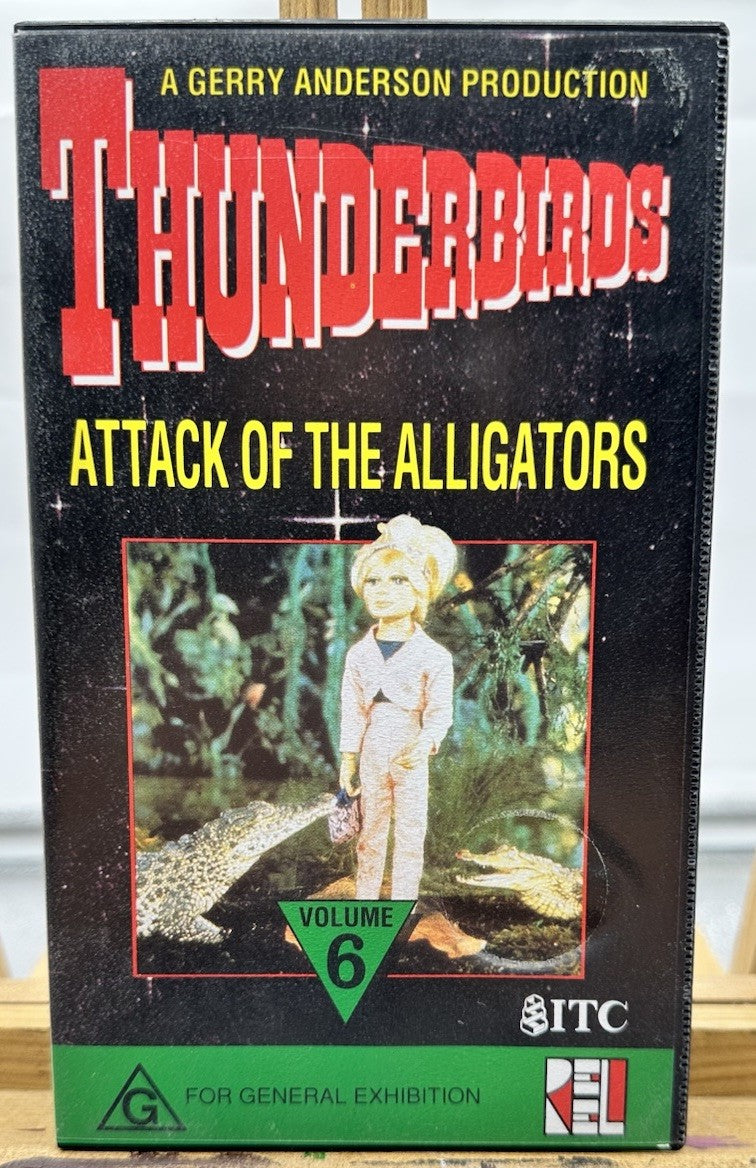 A GERRY ANDERSON PRODUCTION
THUNDERBIRDS
ATTACK OF THE ALLIGATORS
VOLUME
6
ITC
G FOR GENERAL EXHIBITION
REEL